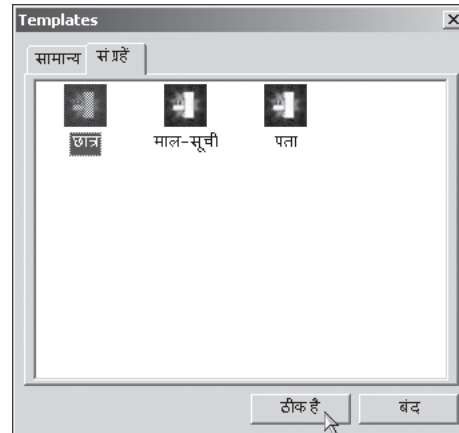 Templates
सामान्य संग्रहें
छात्र माल-सूची पता
ठीक है बंद